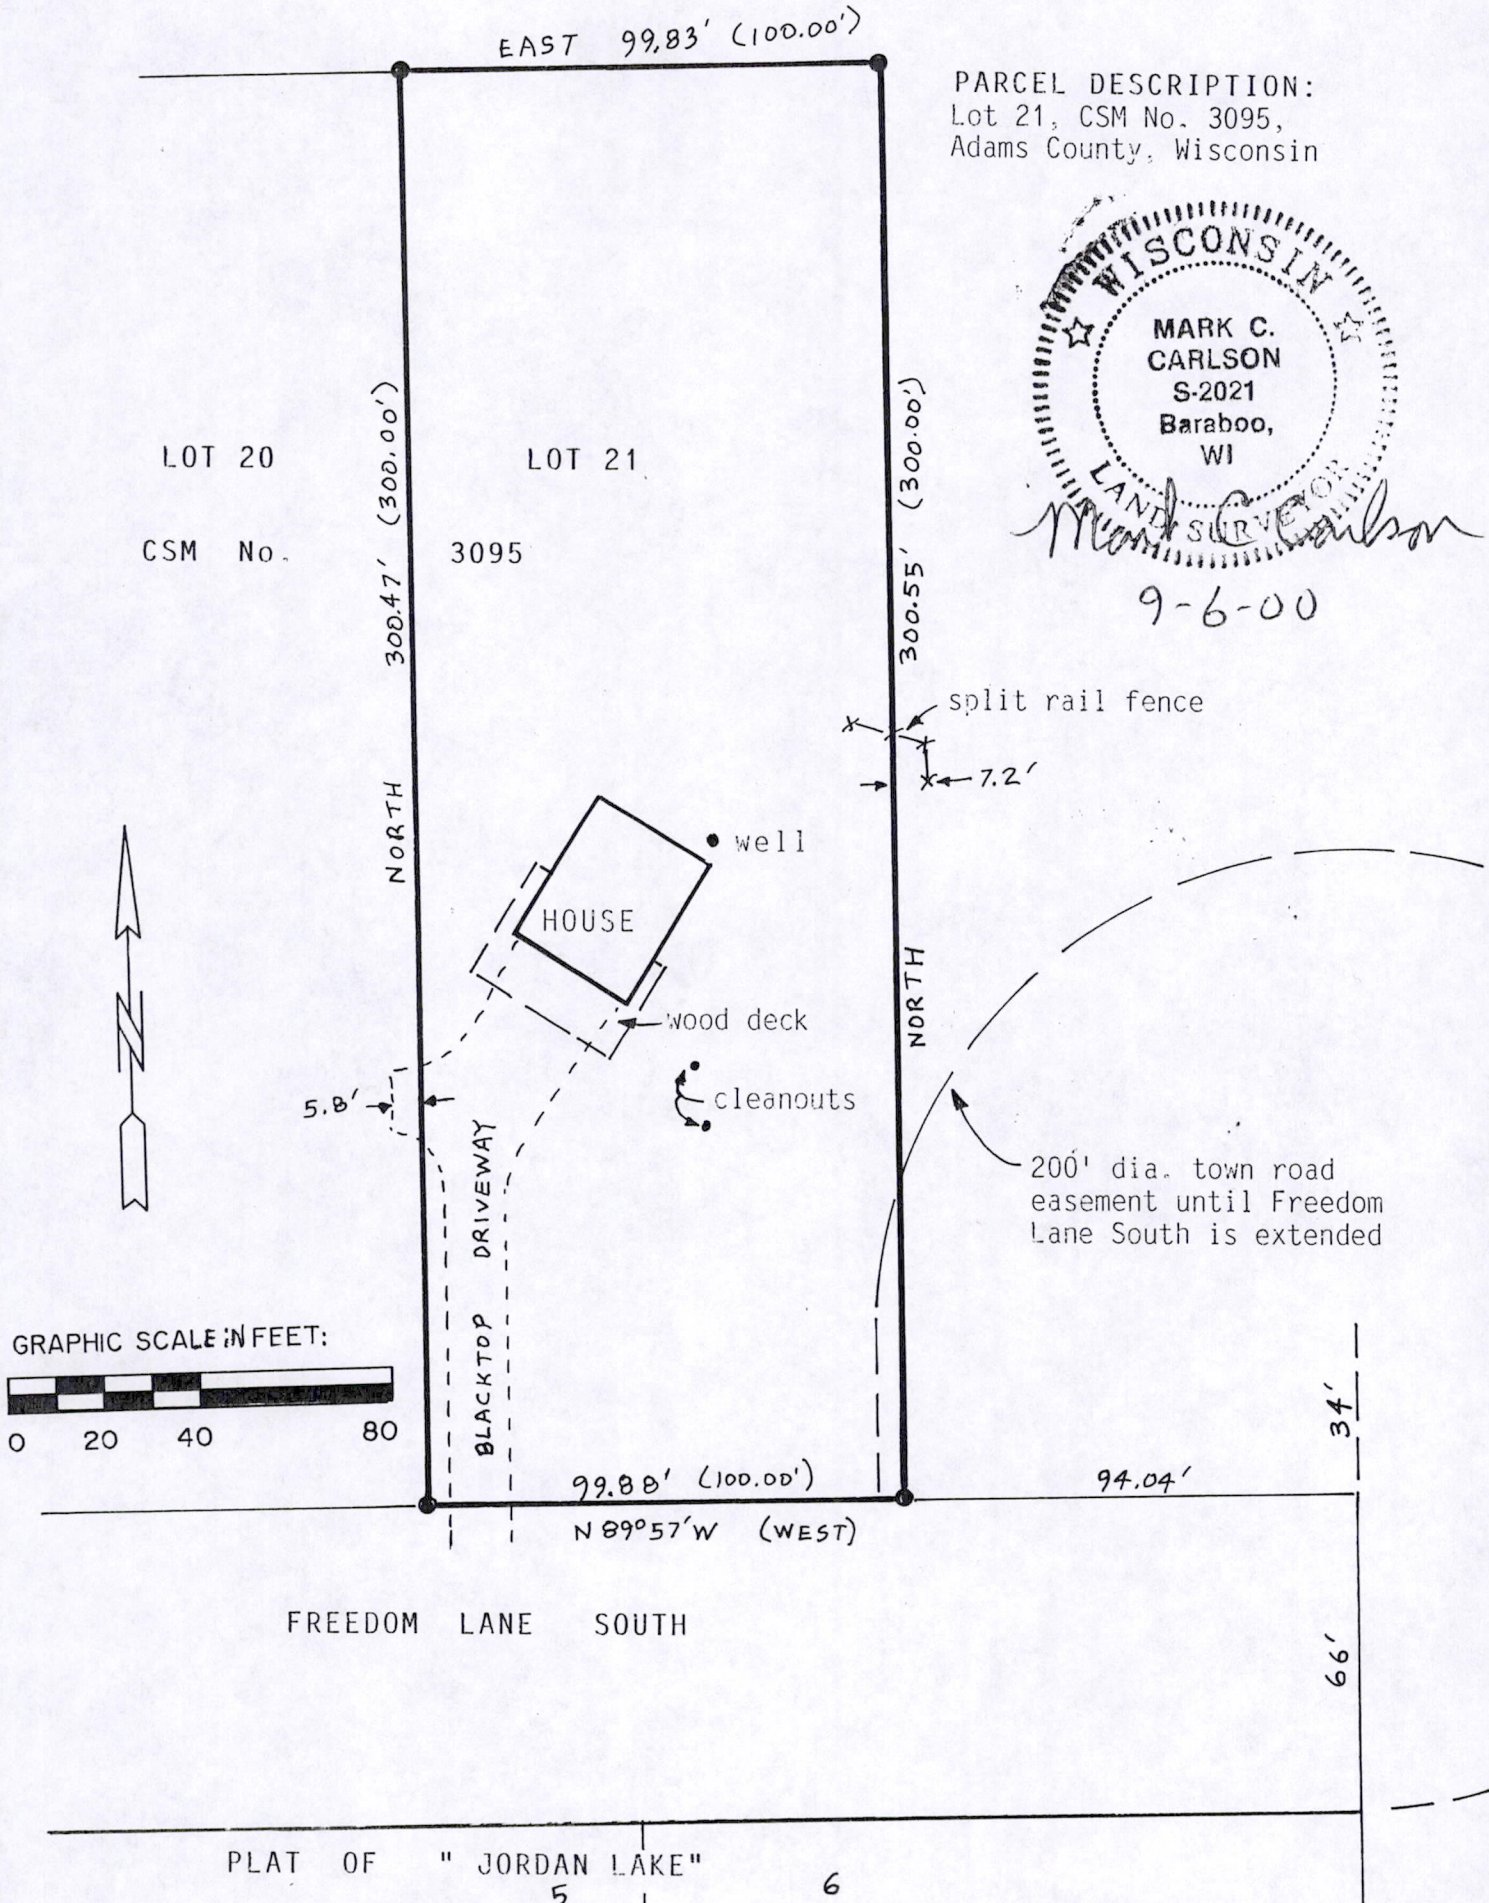 EAST 99.83' (100.00')
PARCEL DESCRIPTION:
Lot 21, CSM No. 3095,
Adams County, Wisconsin
WISCONSIN
MARK C.
CARLSON
S-2021
Baraboo,
WI
LAND SURVEYOR
Mark C Carlson
9-6-00
LOT 20
LOT 21
CSM No.
3095
NORTH 300.47' (300.00')
NORTH 300.55' (300.00')
split rail fence
7.2'
well
HOUSE
wood deck
cleanouts
5.8'
N
BLACKTOP DRIVEWAY
200' dia. town road
easement until Freedom
Lane South is extended
GRAPHIC SCALE IN FEET:
0 20 40 80
99.88' (100.00')
N 89°57'W (WEST)
94.04'
34'
66'
FREEDOM LANE SOUTH
PLAT OF "JORDAN LAKE"
5 6